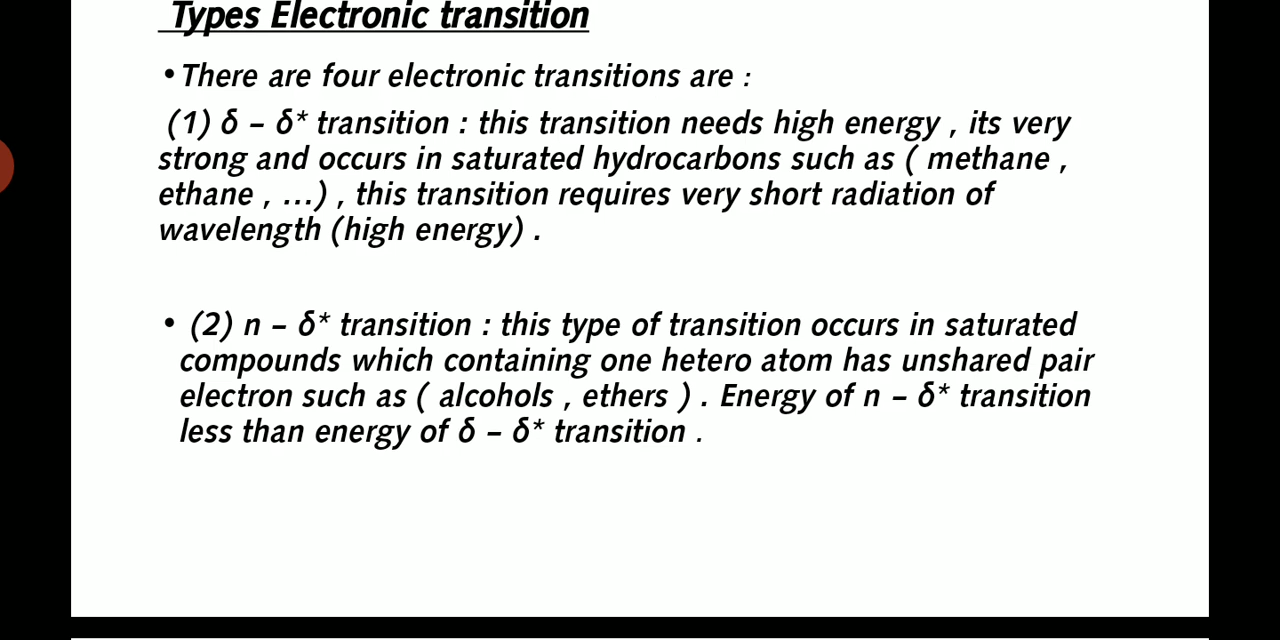 Types Electronic transition
•There are four electronic transitions are :
(1) δ – δ* transition : this transition needs high energy , its very
strong and occurs in saturated hydrocarbons such as ( methane ,
ethane , ...) , this transition requires very short radiation of
wavelength (high energy) .
• (2) n – δ* transition : this type of transition occurs in saturated
compounds which containing one hetero atom has unshared pair
electron such as ( alcohols , ethers ) . Energy of n – δ* transition
less than energy of δ – δ* transition .